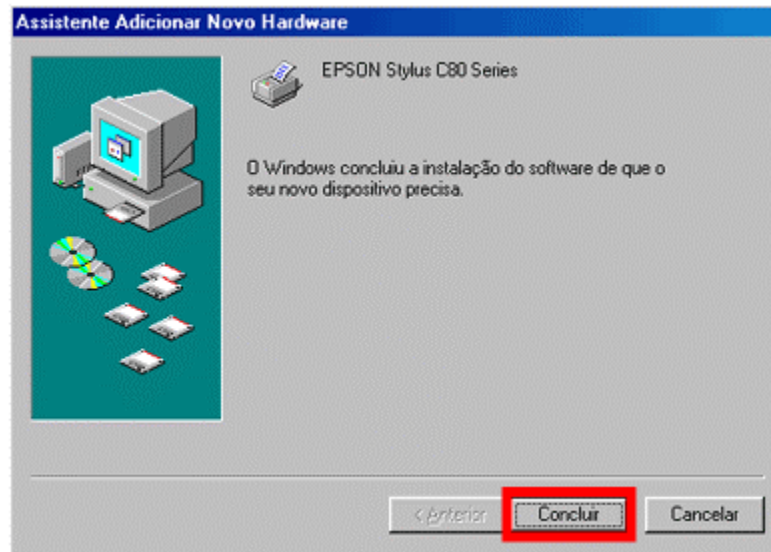 Assistente Adicionar Novo Hardware
EPSON Stylus C80 Series
O Windows concluiu a instalação do software de que o
seu novo dispositivo precisa.
< Anterior
Concluir
Cancelar